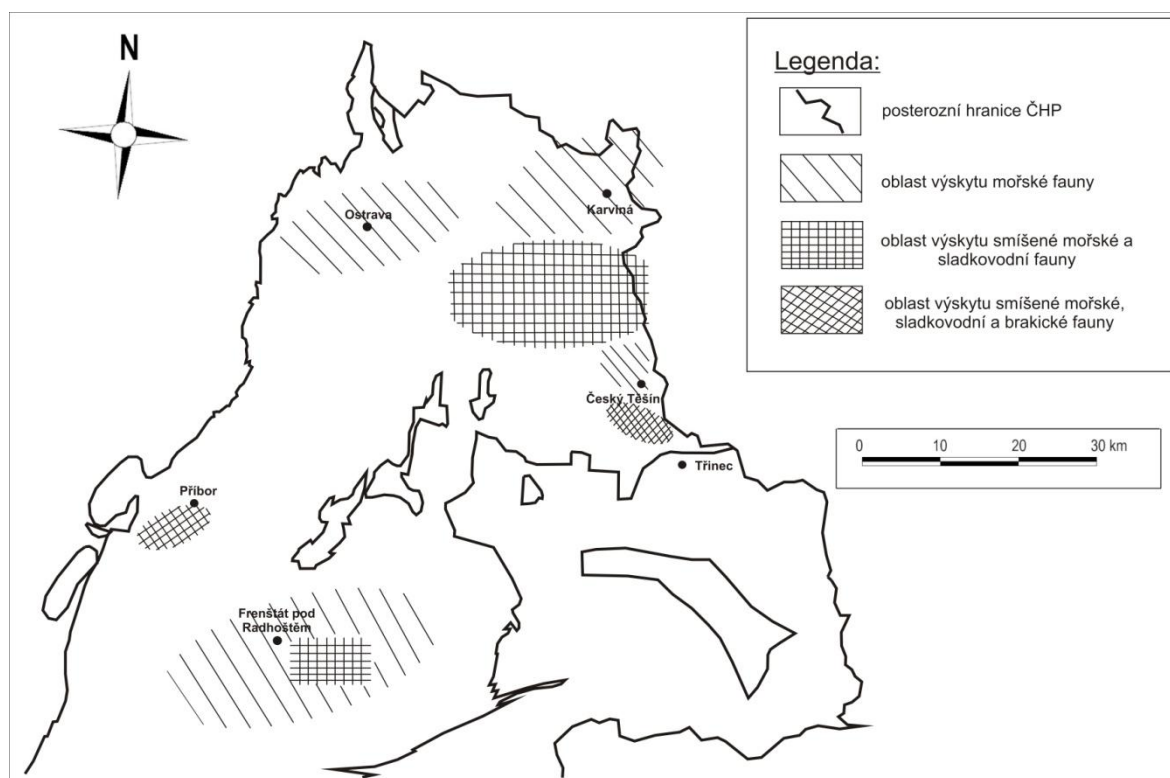 N
Legenda:
posterozní hranice ČHP
oblast výskytu mořské fauny
oblast výskytu smíšené mořské a
sladkovodní fauny
oblast výskytu smíšené mořské,
sladkovodní a brakické fauny
Karviná
Ostrava
Český Těšín
0 10 20 30 km
Třinec
Příbor
Frenštát pod
Radhoštěm